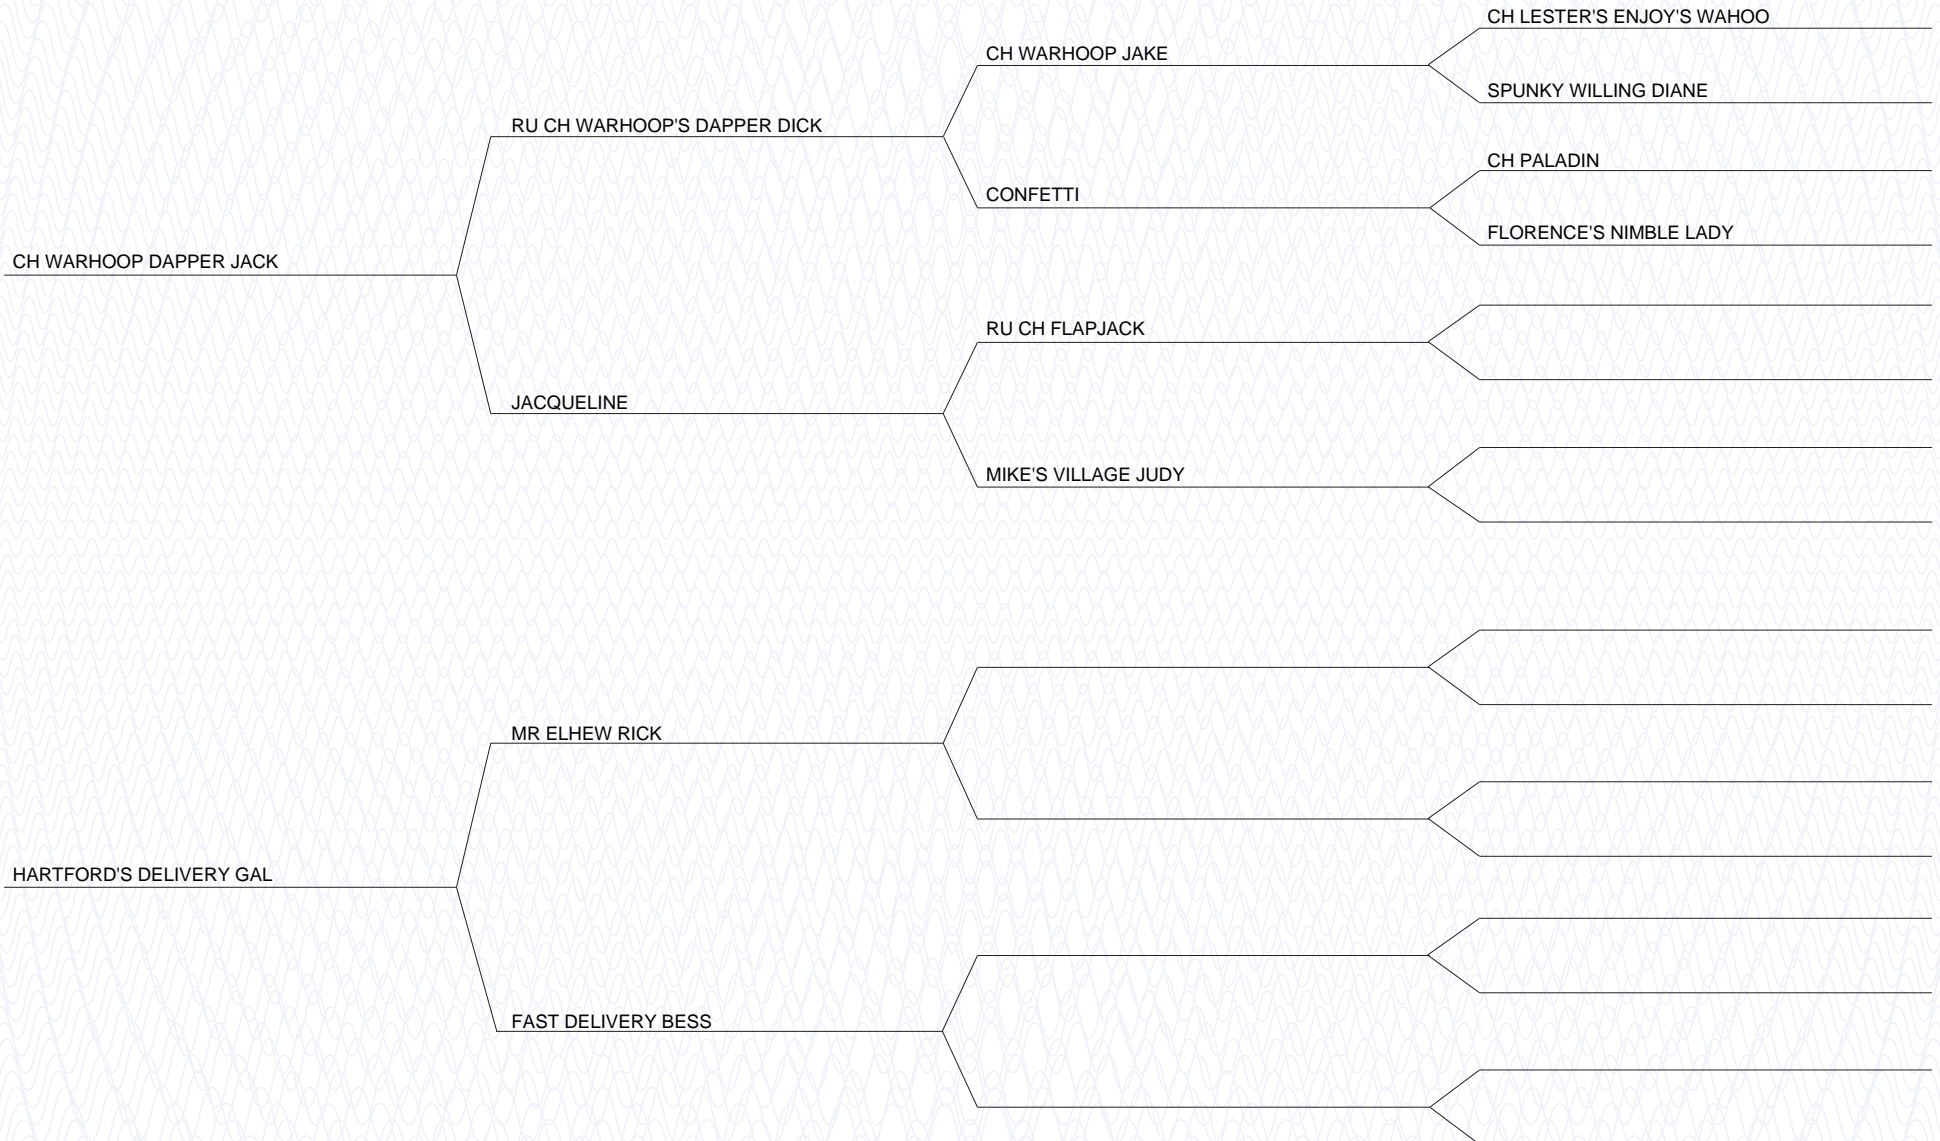 CH LESTER'S ENJOY'S WAHOO
CH WARHOOP JAKE
SPUNKY WILLING DIANE
RU CH WARHOOP'S DAPPER DICK
CH PALADIN
CONFETTI
FLORENCE'S NIMBLE LADY
CH WARHOOP DAPPER JACK
RU CH FLAPJACK
JACQUELINE
MIKE'S VILLAGE JUDY
MR ELHEW RICK
HARTFORD'S DELIVERY GAL
FAST DELIVERY BESS